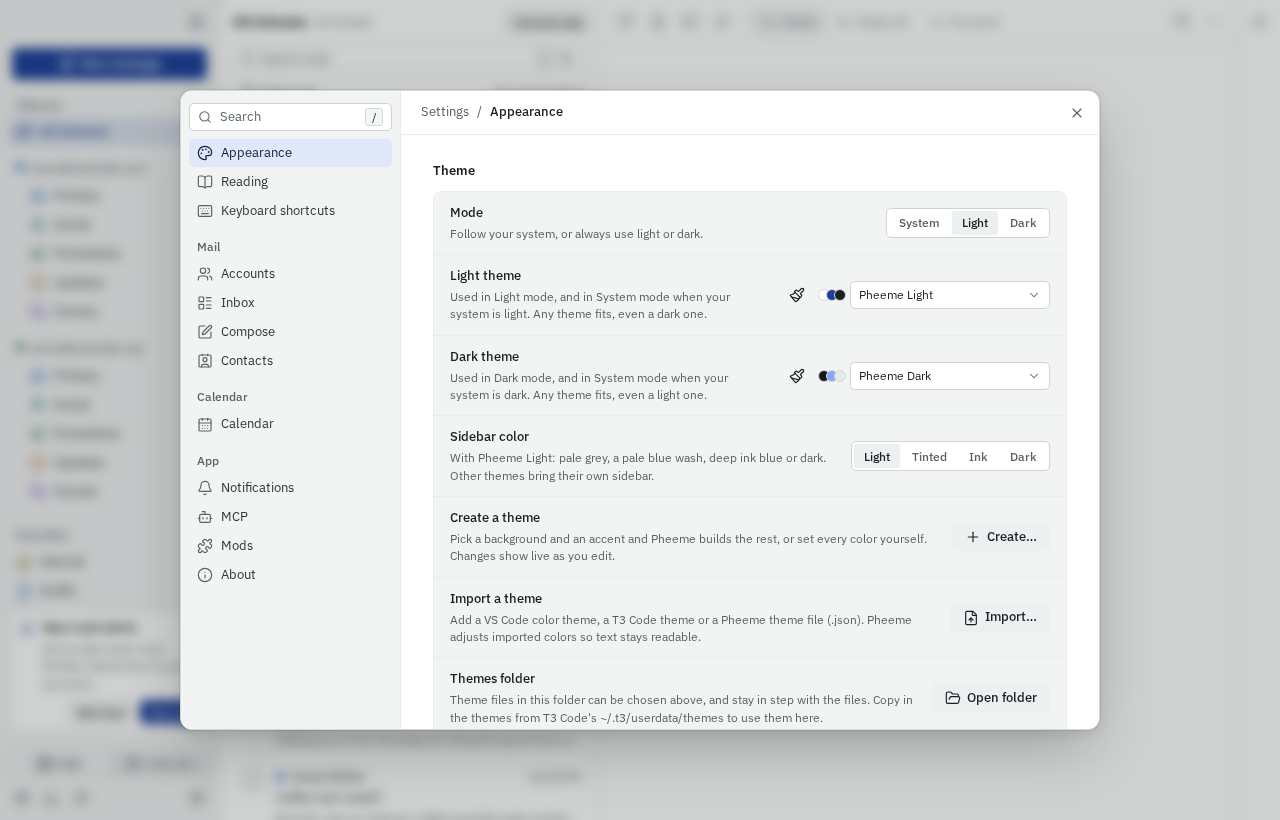 Search /
Appearance
Reading
Keyboard shortcuts
Mail
Accounts
Inbox
Compose
Contacts
Calendar
Calendar
App
Notifications
MCP
Mods
About
Settings / Appearance
Theme
Mode
Follow your system, or always use light or dark.
System Light Dark
Light theme
Used in Light mode, and in System mode when your
system is light. Any theme fits, even a dark one.
Pheeme Light
Dark theme
Used in Dark mode, and in System mode when your
system is dark. Any theme fits, even a light one.
Pheeme Dark
Sidebar color
With Pheeme Light: pale grey, a pale blue wash, deep ink blue or dark.
Other themes bring their own sidebar.
Light Tinted Ink Dark
Create a theme
Pick a background and an accent and Pheeme builds the rest, or set every color yourself.
Changes show live as you edit.
Create...
Import a theme
Add a VS Code color theme, a T3 Code theme or a Pheeme theme file (.json). Pheeme
adjusts imported colors so text stays readable.
Import...
Themes folder
Theme files in this folder can be chosen above, and stay in step with the files. Copy in
the themes from T3 Code's ~/.t3/userdata/themes to use them here.
Open folder